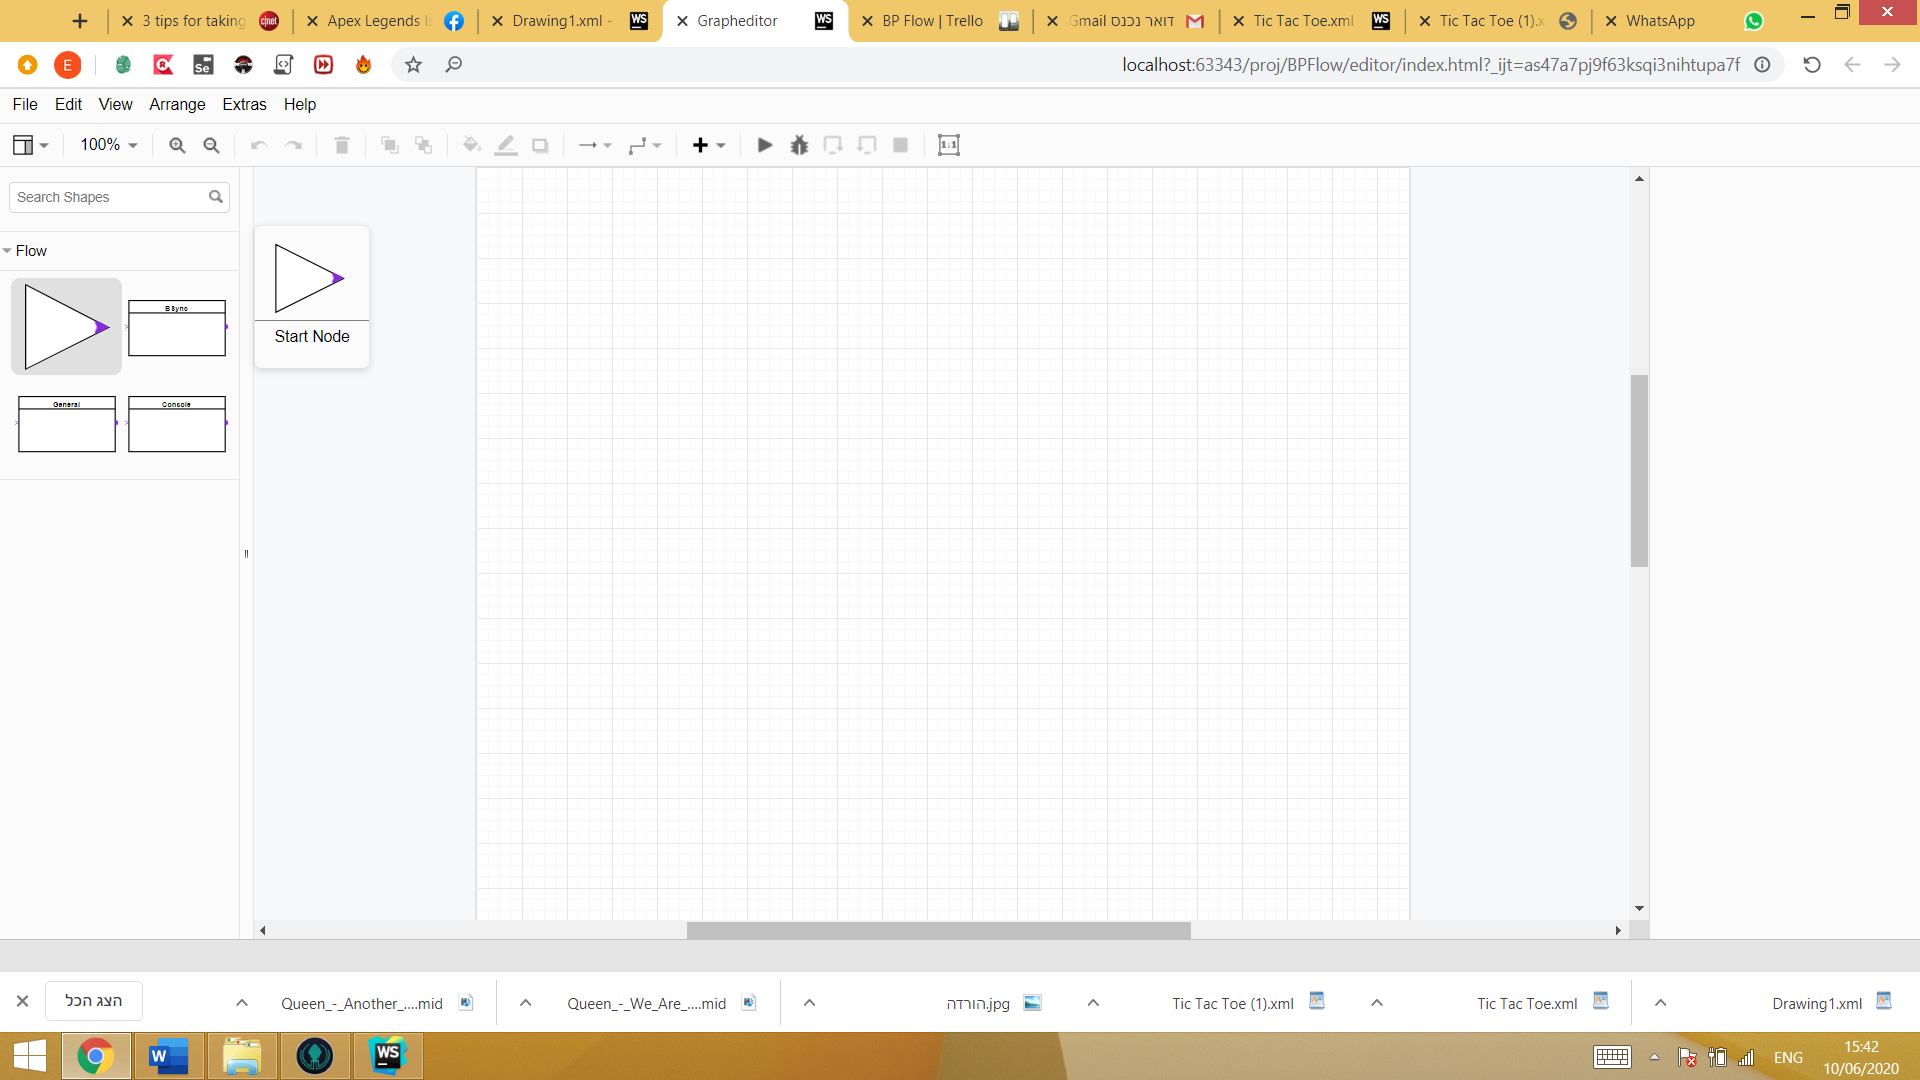 3 tips for taking
Apex Legends Is
Drawing1.xml -
Grapheditor
BP Flow | Trello
Gmail דואר נכנס
Tic Tac Toe.xml
Tic Tac Toe (1).x
WhatsApp
localhost:63343/proj/BPFlow/editor/index.html?_ijt=as47a7pj9f63ksqi3nihtupa7f
File Edit View Arrange Extras Help
100%
1:1
Search Shapes
Flow
BSync
General
Console
Start Node
הצג הכל
Queen_-_Another_....mid
Queen_-_We_Are_....mid
הורדה.jpg
Tic Tac Toe (1).xml
Tic Tac Toe.xml
Drawing1.xml
ENG
15:42
10/06/2020